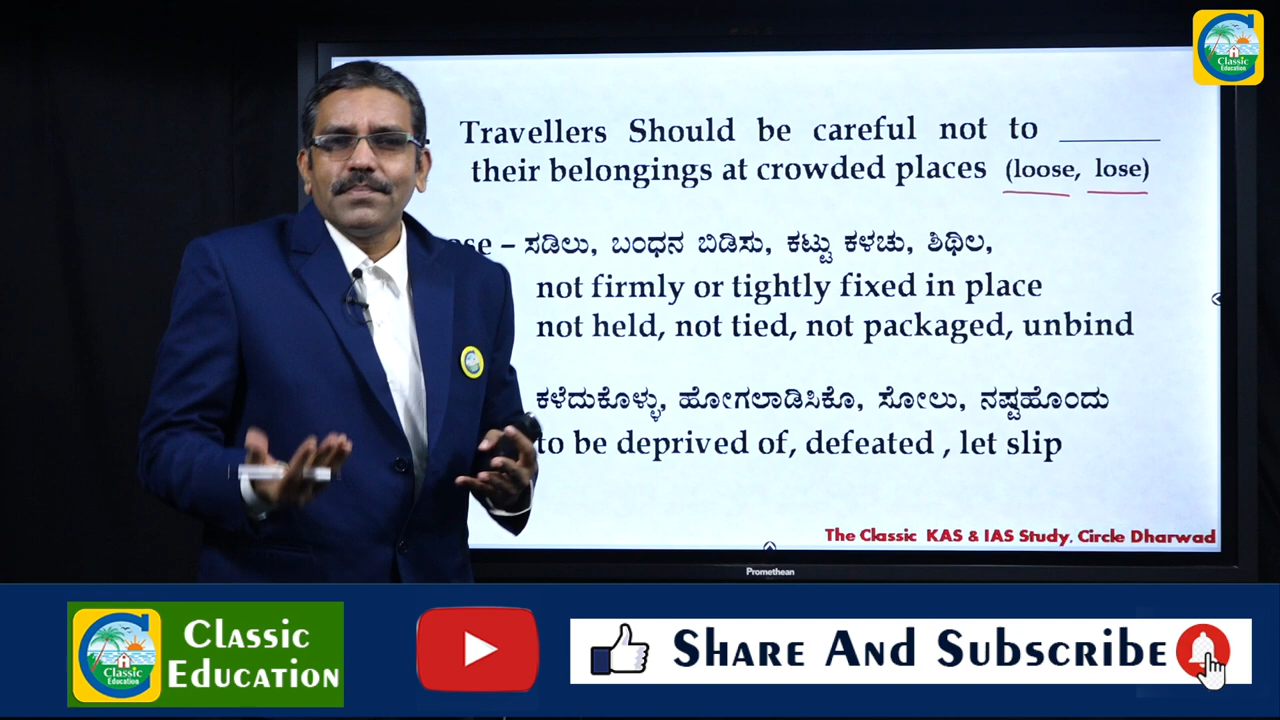 Classic
Education
Travellers Should be careful not to ________
their belongings at crowded places (loose, lose)
ose – ಸಡಿಲು, ಬಂಧನ ಬಿಡಿಸು, ಕಟ್ಟು ಕಳಚು, ಶಿಥಿಲ,
not firmly or tightly fixed in place
not held, not tied, not packaged, unbind
ಕಳೆದುಕೊಳ್ಳು, ಹೋಗಲಾಡಿಸಿಕೊ, ಸೋಲು, ನಷ್ಟಹೊಂದು
to be deprived of, defeated , let slip
The Classic KAS & IAS Study, Circle Dharwad
Promethean
Classic
Education
Classic
Education
Share And Subscribe